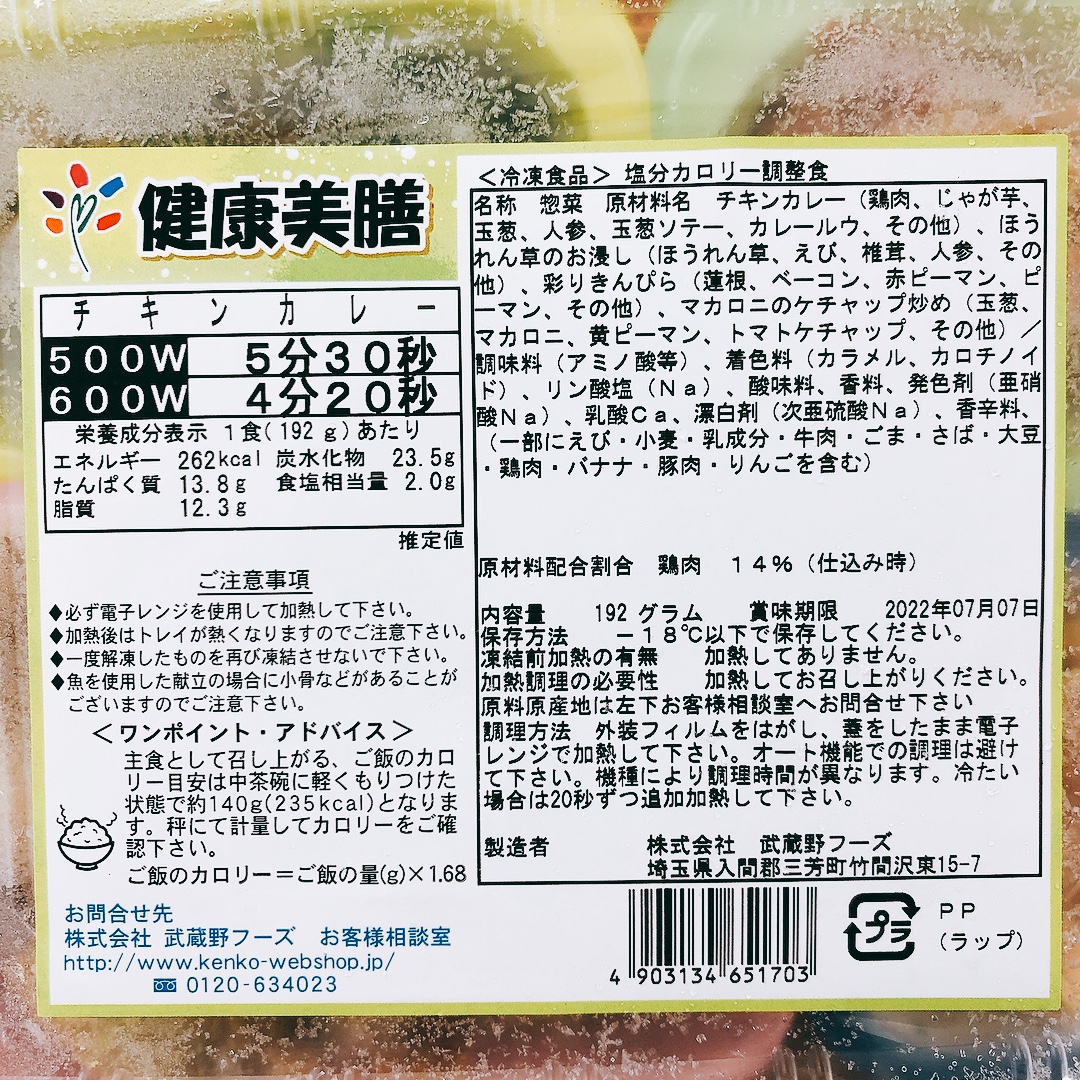 健康美膳
チキンカレー
500W 5分30秒
600W 4分20秒
栄養成分表示 1食(192g)あたり
エネルギー 262kcal 炭水化物 23.5g
たんぱく質 13.8g 食塩相当量 2.0g
脂質 12.3g
推定値
ご注意事項
◆必ず電子レンジを使用して加熱して下さい。
◆加熱後はトレイが熱くなりますのでご注意下さい。
◆一度解凍したものを再び凍結させないで下さい。
◆魚を使用した献立の場合に小骨などがあることが
ございますのでご注意下さい。
＜ワンポイント・アドバイス＞
主食として召し上がる、ご飯のカロ
リー目安は中茶碗に軽くもりつけた
状態で約140g(235kcal)となりま
す。秤にて計量してカロリーをご確
認下さい。
ご飯のカロリー＝ご飯の量(g)×1.68
お問合せ先
株式会社 武蔵野フーズ お客様相談室
http://www.kenko-webshop.jp/
0120-634023
＜冷凍食品＞ 塩分カロリー調整食
名称 惣菜 原材料名 チキンカレー（鶏肉、じゃが芋、
玉葱、人参、玉葱ソテー、カレールウ、その他）、ほう
れん草のお浸し（ほうれん草、えび、椎茸、人参、その
他）、彩りきんぴら（蓮根、ベーコン、赤ピーマン、ピ
ーマン、その他）、マカロニのケチャップ炒め（玉葱、
マカロニ、黄ピーマン、トマトケチャップ、その他）／
調味料（アミノ酸等）、着色料（カラメル、カロチノイ
ド）、リン酸塩（Na）、酸味料、香料、発色剤（亜硝
酸Na）、乳酸Ca、漂白剤（次亜硫酸Na）、香辛料、
（一部にえび・小麦・乳成分・牛肉・ごま・さば・大豆
・鶏肉・バナナ・豚肉・りんごを含む）
原材料配合割合 鶏肉 14％（仕込み時）
内容量 192グラム 賞味期限 2022年07月07日
保存方法 －18℃以下で保存してください。
凍結前加熱の有無 加熱してありません。
加熱調理の必要性 加熱してお召し上がりください。
原料原産地は左下お客様相談室へお問合せ下さい
調理方法 外装フィルムをはがし、蓋をしたまま電子
レンジで加熱して下さい。オート機能での調理は避け
て下さい。機種により調理時間が異なります。冷たい
場合は20秒ずつ追加加熱して下さい。
製造者 株式会社 武蔵野フーズ
埼玉県入間郡三芳町竹間沢東15-7
4 903134 651703
プラ
PP
（ラップ）